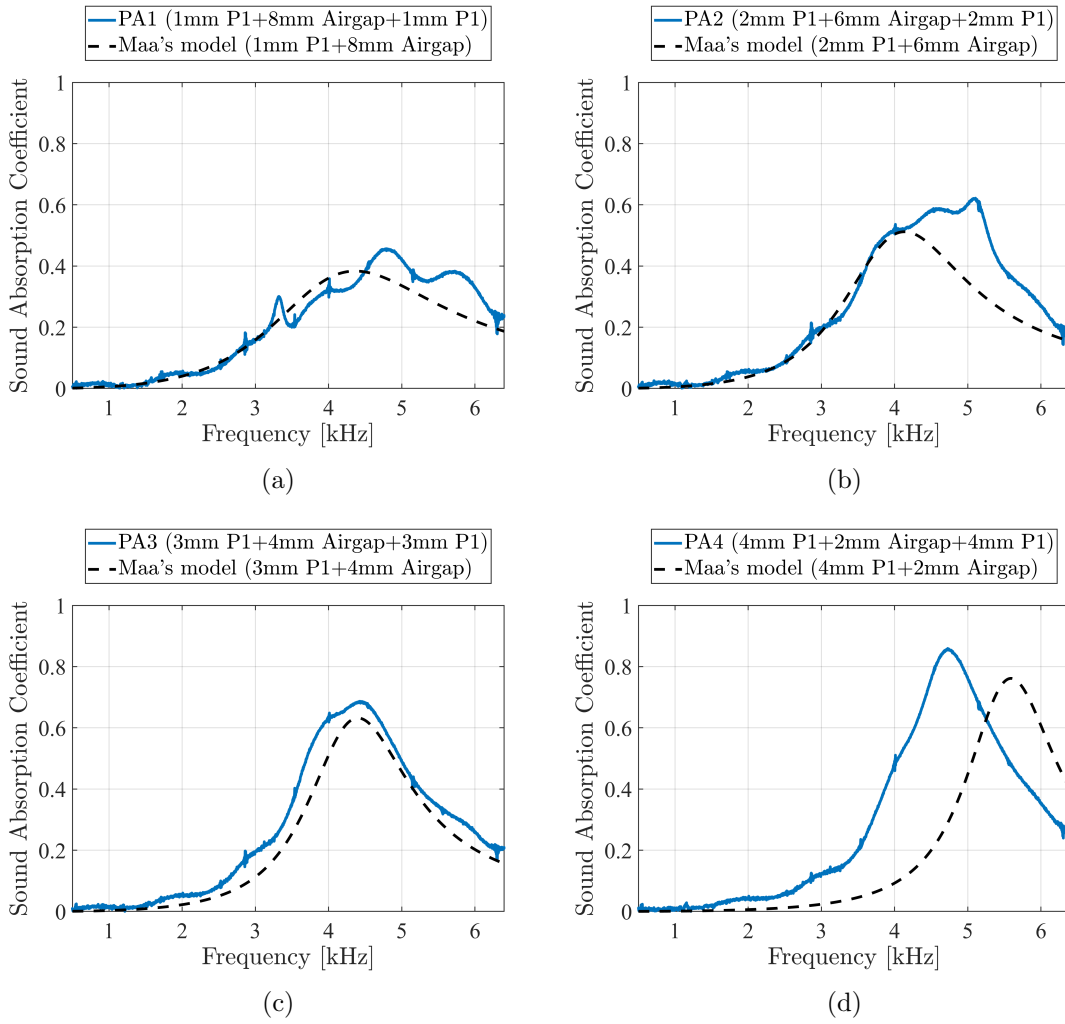 PA1 (1mm P1+8mm Airgap+1mm P1)
Maa's model (1mm P1+8mm Airgap)
Sound Absorption Coefficient
1
0.8
0.6
0.4
0.2
0
1 2 3 4 5 6
Frequency [kHz]
(a)
PA2 (2mm P1+6mm Airgap+2mm P1)
Maa's model (2mm P1+6mm Airgap)
Sound Absorption Coefficient
1
0.8
0.6
0.4
0.2
0
1 2 3 4 5 6
Frequency [kHz]
(b)
PA3 (3mm P1+4mm Airgap+3mm P1)
Maa's model (3mm P1+4mm Airgap)
Sound Absorption Coefficient
1
0.8
0.6
0.4
0.2
0
1 2 3 4 5 6
Frequency [kHz]
(c)
PA4 (4mm P1+2mm Airgap+4mm P1)
Maa's model (4mm P1+2mm Airgap)
Sound Absorption Coefficient
1
0.8
0.6
0.4
0.2
0
1 2 3 4 5 6
Frequency [kHz]
(d)